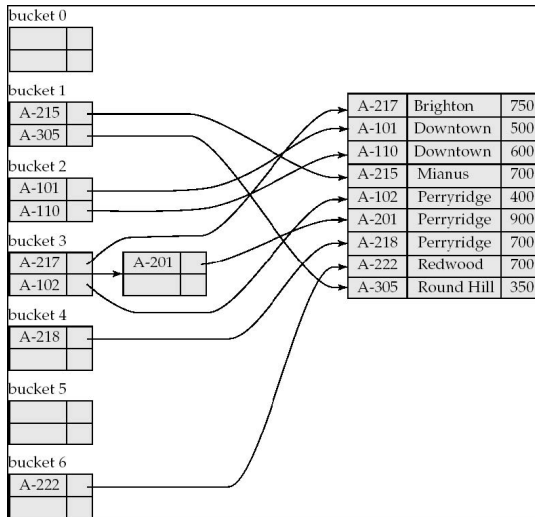 bucket 0
bucket 1
A-215
A-305
bucket 2
A-101
A-110
bucket 3
A-217
A-102
A-201
bucket 4
A-218
bucket 5
bucket 6
A-222
A-217 Brighton 750
A-101 Downtown 500
A-110 Downtown 600
A-215 Mianus 700
A-102 Perryridge 400
A-201 Perryridge 900
A-218 Perryridge 700
A-222 Redwood 700
A-305 Round Hill 350